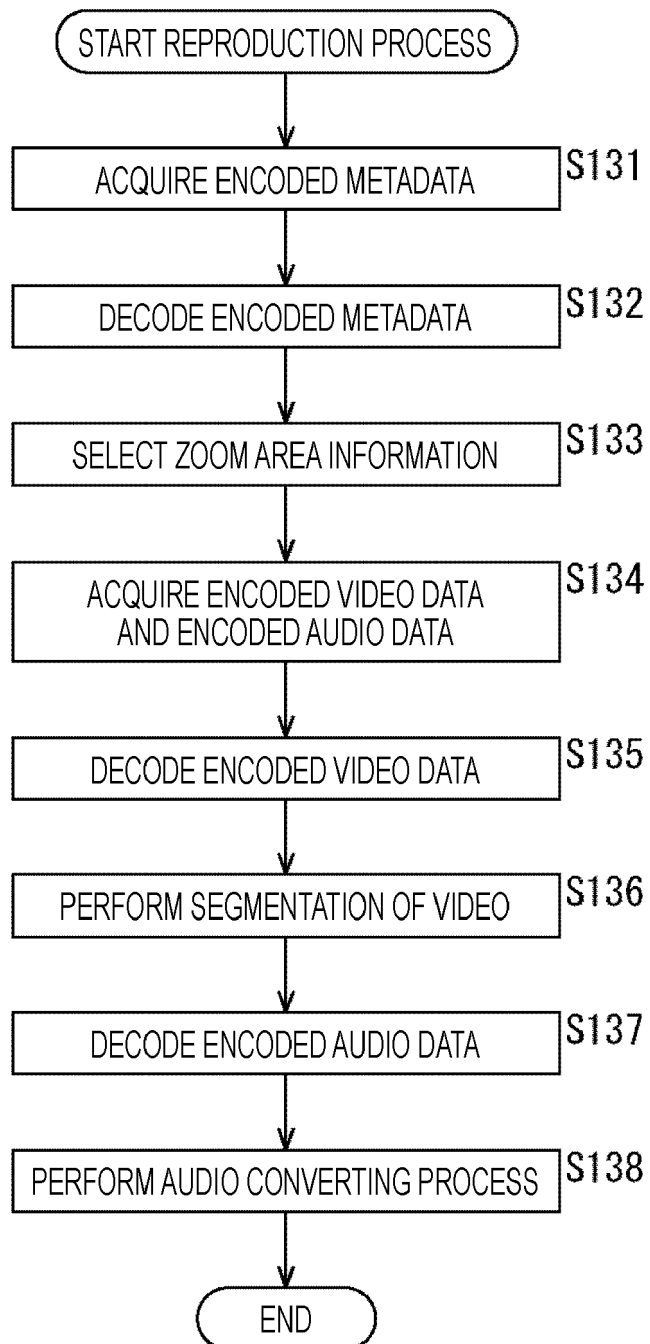 START REPRODUCTION PROCESS
S131
ACQUIRE ENCODED METADATA
S132
DECODE ENCODED METADATA
S133
SELECT ZOOM AREA INFORMATION
S134
ACQUIRE ENCODED VIDEO DATA
AND ENCODED AUDIO DATA
S135
DECODE ENCODED VIDEO DATA
S136
PERFORM SEGMENTATION OF VIDEO
S137
DECODE ENCODED AUDIO DATA
S138
PERFORM AUDIO CONVERTING PROCESS
END